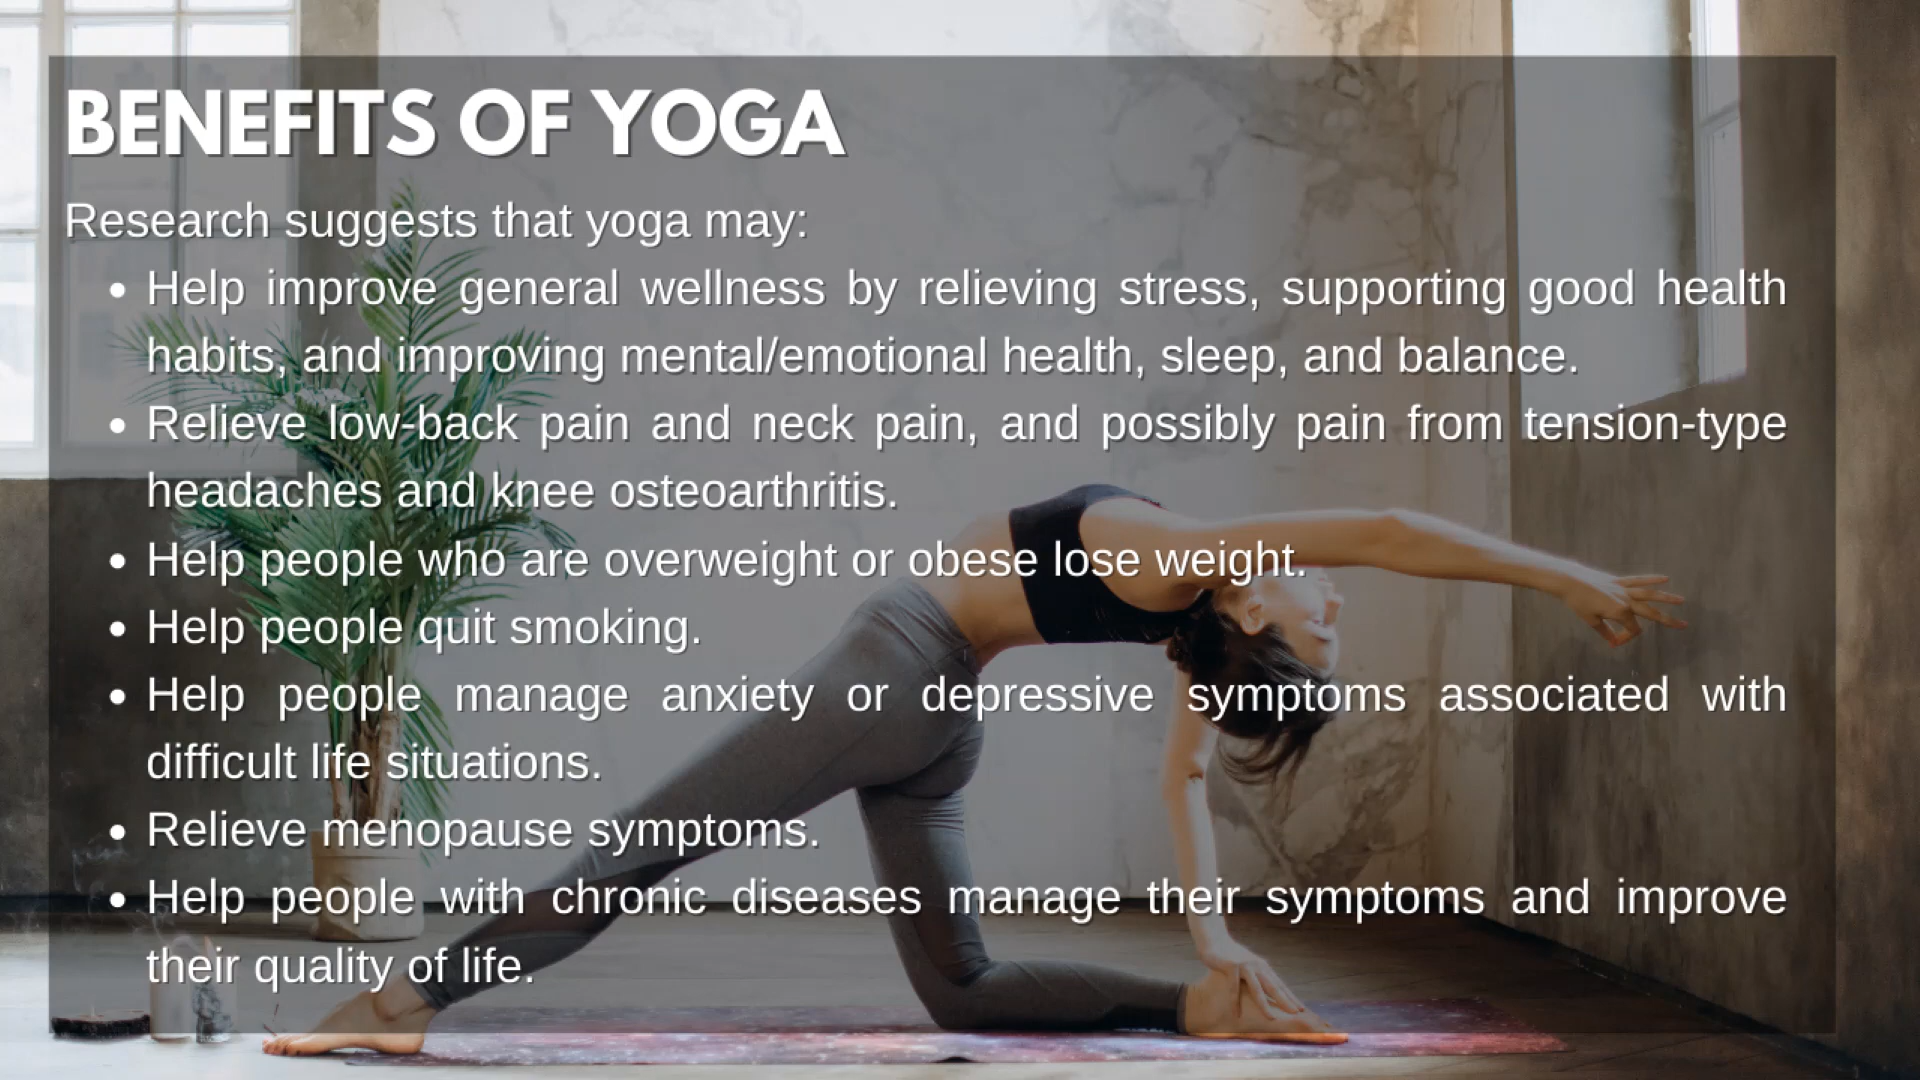 BENEFITS OF YOGA
Research suggests that yoga may:
• Help improve general wellness by relieving stress, supporting good health
habits, and improving mental/emotional health, sleep, and balance.
• Relieve low-back pain and neck pain, and possibly pain from tension-type
headaches and knee osteoarthritis.
• Help people who are overweight or obese lose weight.
• Help people quit smoking.
• Help people manage anxiety or depressive symptoms associated with
difficult life situations.
• Relieve menopause symptoms.
• Help people with chronic diseases manage their symptoms and improve
their quality of life.